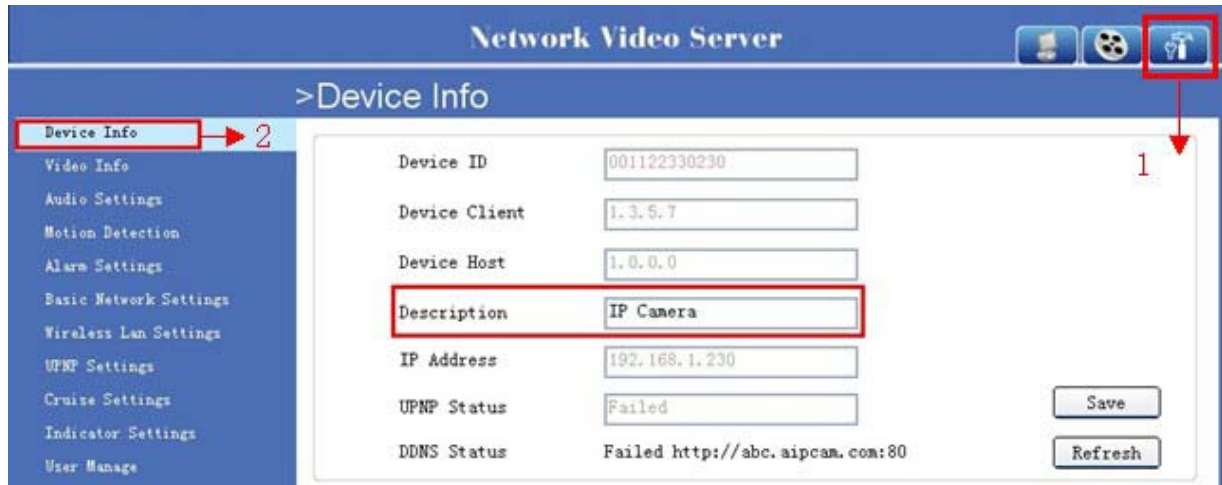 Network Video Server
>Device Info
Device Info
2
Video Info
Audio Settings
Motion Detection
Alarm Settings
Basic Network Settings
Wireless Lan Settings
UPNP Settings
Cruise Settings
Indicator Settings
User Manage
Device ID 001122330230
1
Device Client 1.3.5.7
Device Host 1.0.0.0
Description IP Camera
IP Address 192.168.1.230
UPNP Status Failed
Save
DDNS Status Failed http://abc.aipcam.com:80
Refresh